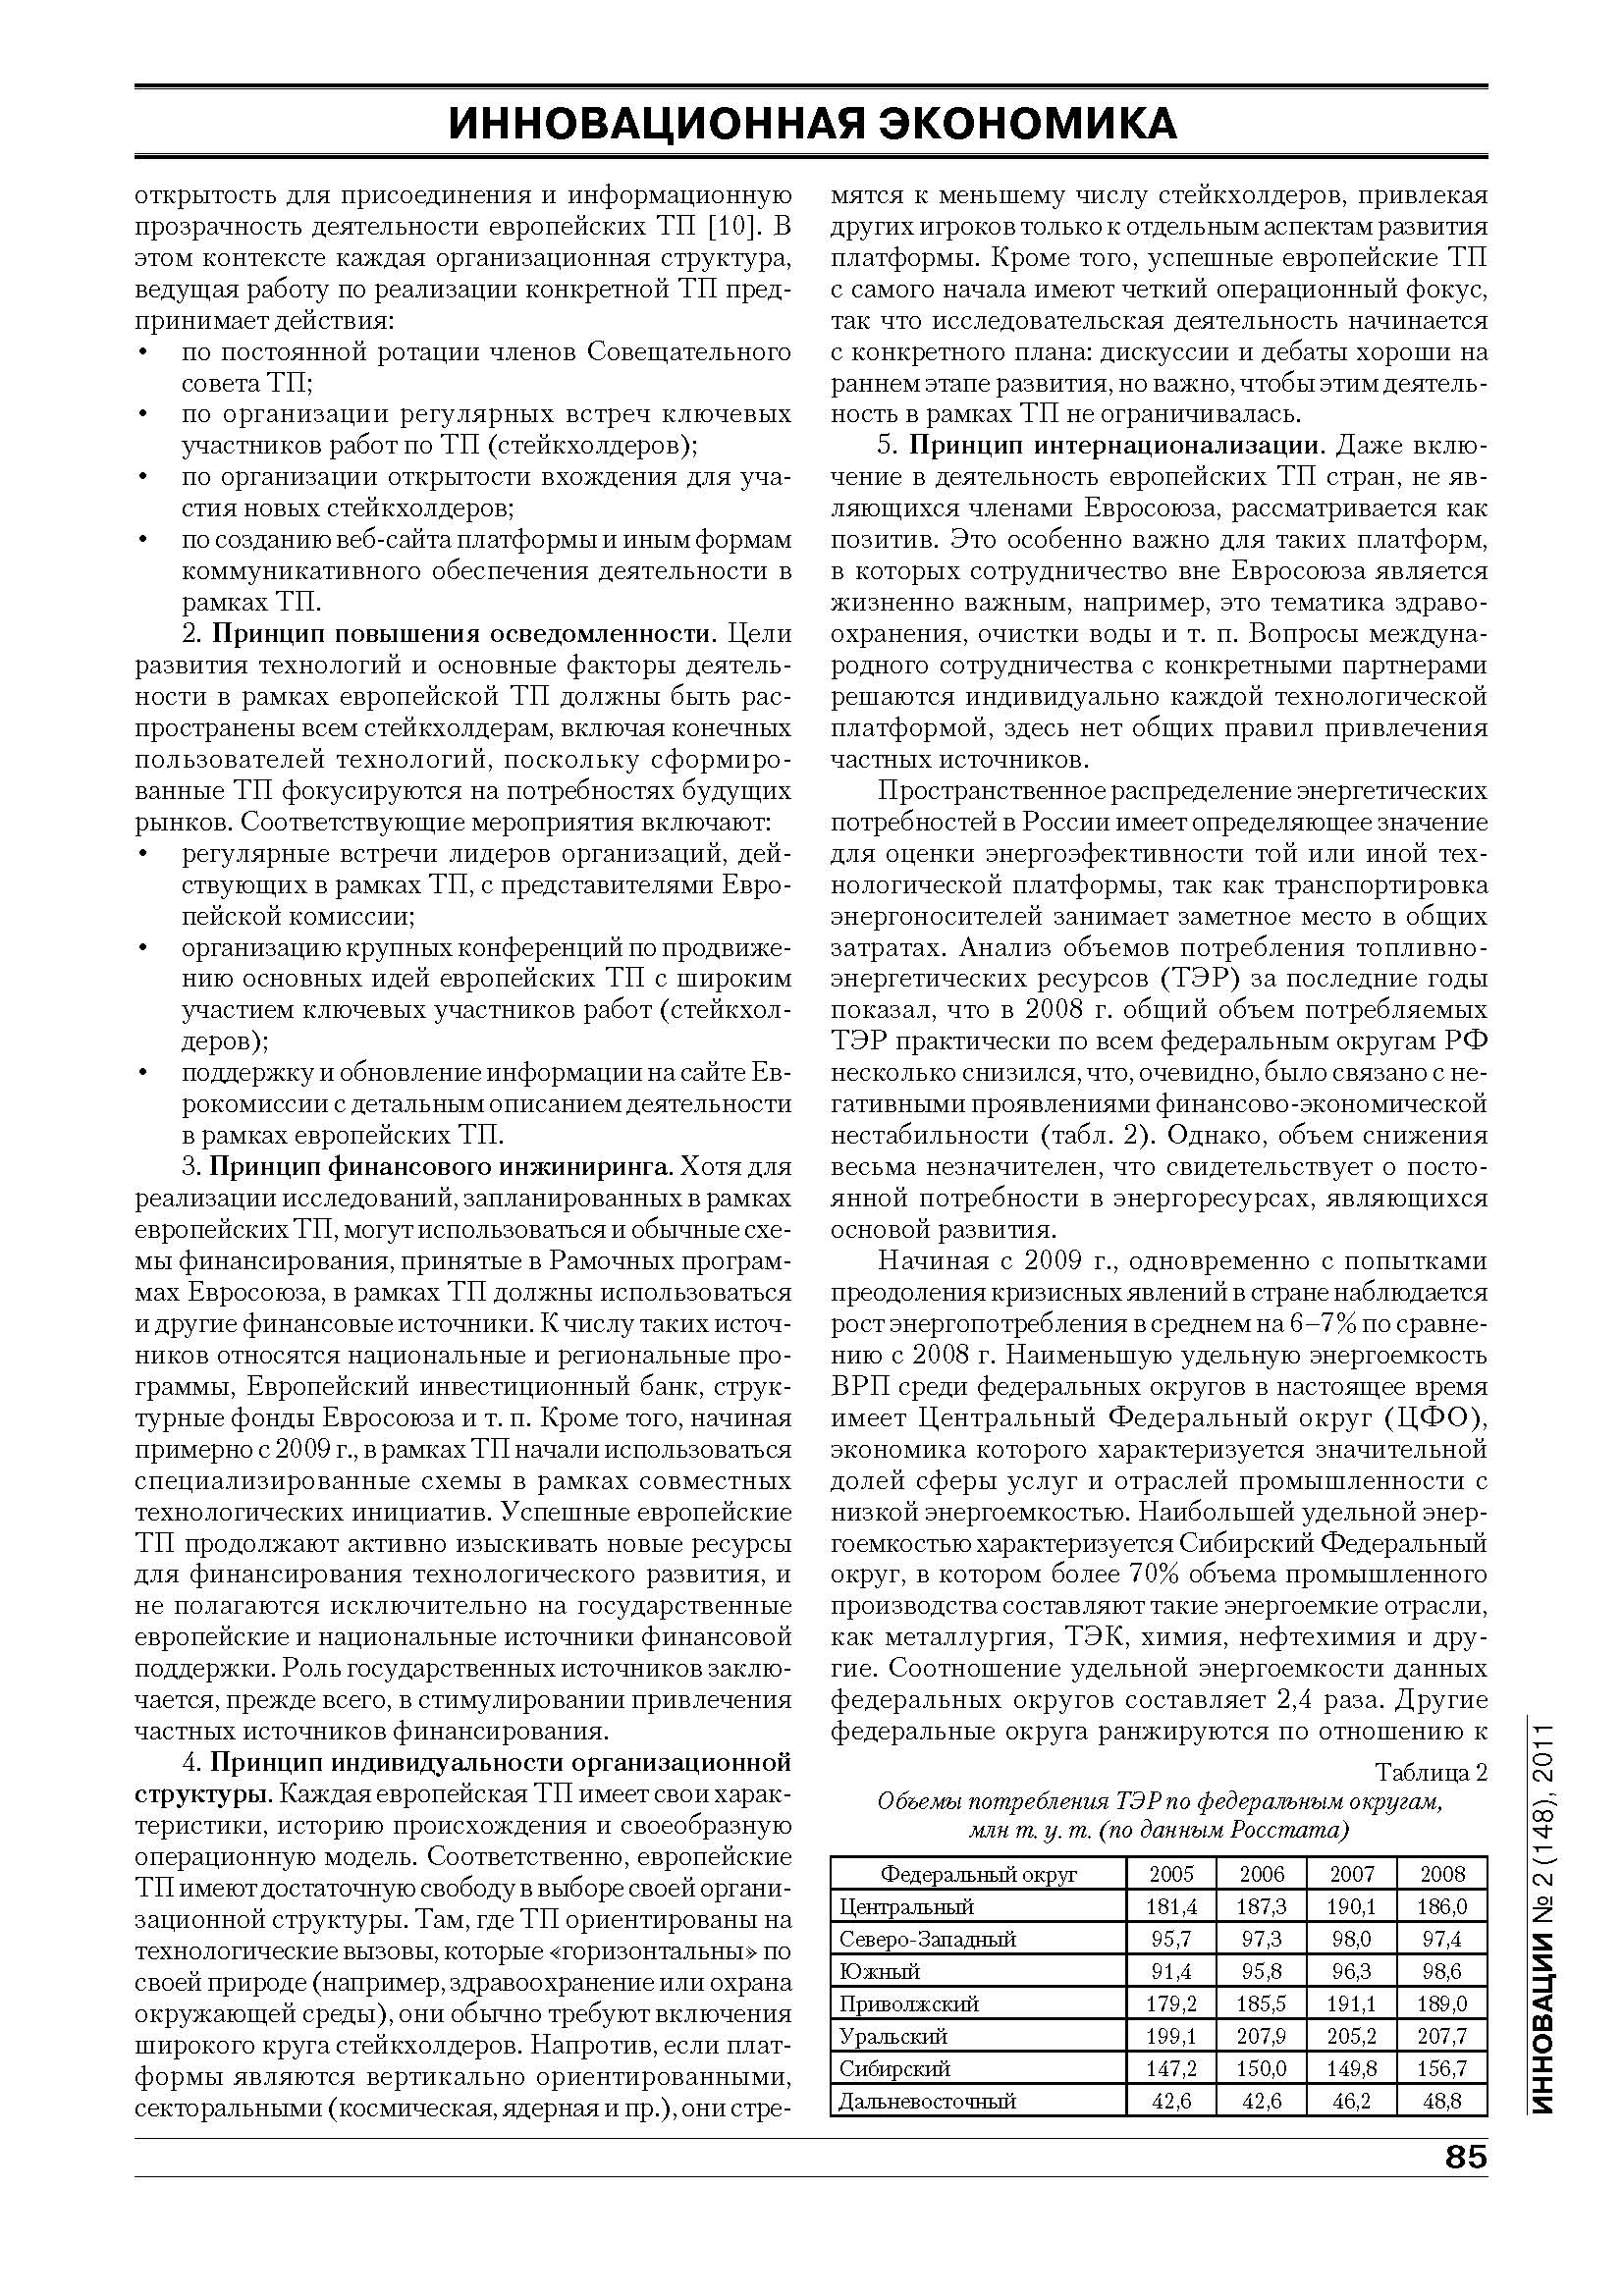 ИННОВАЦИОННАЯ ЭКОНОМИКА
открытость для присоединения и информационную
прозрачность деятельности европейских ТП [10]. В
этом контексте каждая организационная структура,
ведущая работу по реализации конкретной ТП пред-
принимает действия:
• по постоянной ротации членов Совещательного
совета ТП;
• по организации регулярных встреч ключевых
участников работ по ТП (стейкхолдеров);
• по организации открытости вхождения для уча-
стия новых стейкхолдеров;
• по созданию веб-сайта платформы и иным формам
коммуникативного обеспечения деятельности в
рамках ТП.
2. Принцип повышения осведомленности. Цели
развития технологий и основные факторы деятель-
ности в рамках европейской ТП должны быть рас-
пространены всем стейкхолдерам, включая конечных
пользователей технологий, поскольку сформиро-
ванные ТП фокусируются на потребностях будущих
рынков. Соответствующие мероприятия включают:
• регулярные встречи лидеров организаций, дей-
ствующих в рамках ТП, с представителями Евро-
пейской комиссии;
• организацию крупных конференций по продвиже-
нию основных идей европейских ТП с широким
участием ключевых участников работ (стейкхол-
деров);
• поддержку и обновление информации на сайте Ев-
рокомиссии с детальным описанием деятельности
в рамках европейских ТП.
3. Принцип финансового инжиниринга. Хотя для
реализации исследований, запланированных в рамках
европейских ТП, могут использоваться и обычные схе-
мы финансирования, принятые в Рамочных програм-
мах Евросоюза, в рамках ТП должны использоваться
и другие финансовые источники. К числу таких источ-
ников относятся национальные и региональные про-
граммы, Европейский инвестиционный банк, струк-
турные фонды Евросоюза и т. п. Кроме того, начиная
примерно с 2009 г., в рамках ТП начали использоваться
специализированные схемы в рамках совместных
технологических инициатив. Успешные европейские
ТП продолжают активно изыскивать новые ресурсы
для финансирования технологического развития, и
не полагаются исключительно на государственные
европейские и национальные источники финансовой
поддержки. Роль государственных источников заклю-
чается, прежде всего, в стимулировании привлечения
частных источников финансирования.
4. Принцип индивидуальности организационной
структуры. Каждая европейская ТП имеет свои харак-
теристики, историю происхождения и своеобразную
операционную модель. Соответственно, европейские
ТП имеют достаточную свободу в выборе своей органи-
зационной структуры. Там, где ТП ориентированы на
технологические вызовы, которые «горизонтальны» по
своей природе (например, здравоохранение или охрана
окружающей среды), они обычно требуют включения
широкого круга стейкхолдеров. Напротив, если плат-
формы являются вертикально ориентированными,
секторальными (космическая, ядерная и пр.), они стре-
мятся к меньшему числу стейкхолдеров, привлекая
других игроков только к отдельным аспектам развития
платформы. Кроме того, успешные европейские ТП
с самого начала имеют четкий операционный фокус,
так что исследовательская деятельность начинается
с конкретного плана: дискуссии и дебаты хороши на
раннем этапе развития, но важно, чтобы этим деятель-
ность в рамках ТП не ограничивалась.
5. Принцип интернационализации. Даже вклю-
чение в деятельность европейских ТП стран, не яв-
ляющихся членами Евросоюза, рассматривается как
позитив. Это особенно важно для таких платформ,
в которых сотрудничество вне Евросоюза является
жизненно важным, например, это тематика здраво-
охранения, очистки воды и т. п. Вопросы междуна-
родного сотрудничества с конкретными партнерами
решаются индивидуально каждой технологической
платформой, здесь нет общих правил привлечения
частных источников.
Пространственное распределение энергетических
потребностей в России имеет определяющее значение
для оценки энергоэфективности той или иной тех-
нологической платформы, так как транспортировка
энергоносителей занимает заметное место в общих
затратах. Анализ объемов потребления топливно-
энергетических ресурсов (ТЭР) за последние годы
показал, что в 2008 г. общий объем потребляемых
ТЭР практически по всем федеральным округам РФ
несколько снизился, что, очевидно, было связано с не-
гативными проявлениями финансово-экономической
нестабильности (табл. 2). Однако, объем снижения
весьма незначителен, что свидетельствует о посто-
янной потребности в энергоресурсах, являющихся
основой развития.
Начиная с 2009 г., одновременно с попытками
преодоления кризисных явлений в стране наблюдается
рост энергопотребления в среднем на 6–7% по сравне-
нию с 2008 г. Наименьшую удельную энергоемкость
ВРП среди федеральных округов в настоящее время
имеет Центральный Федеральный округ (ЦФО),
экономика которого характеризуется значительной
долей сферы услуг и отраслей промышленности с
низкой энергоемкостью. Наибольшей удельной энер-
гоемкостью характеризуется Сибирский Федеральный
округ, в котором более 70% объема промышленного
производства составляют такие энергоемкие отрасли,
как металлургия, ТЭК, химия, нефтехимия и дру-
гие. Соотношение удельной энергоемкости данных
федеральных округов составляет 2,4 раза. Другие
федеральные округа ранжируются по отношению к
Таблица 2
Объемы потребления ТЭР по федеральным округам,
млн т. у. т. (по данным Росстата)
Федеральный округ 2005 2006 2007 2008
Центральный 181,4 187,3 190,1 186,0
Северо-Западный 95,7 97,3 98,0 97,4
Южный 91,4 95,8 96,3 98,6
Приволжский 179,2 185,5 191,1 189,0
Уральский 199,1 207,9 205,2 207,7
Сибирский 147,2 150,0 149,8 156,7
Дальневосточный 42,6 42,6 46,2 48,8
ИННОВАЦИИ № 2 (148), 2011
85